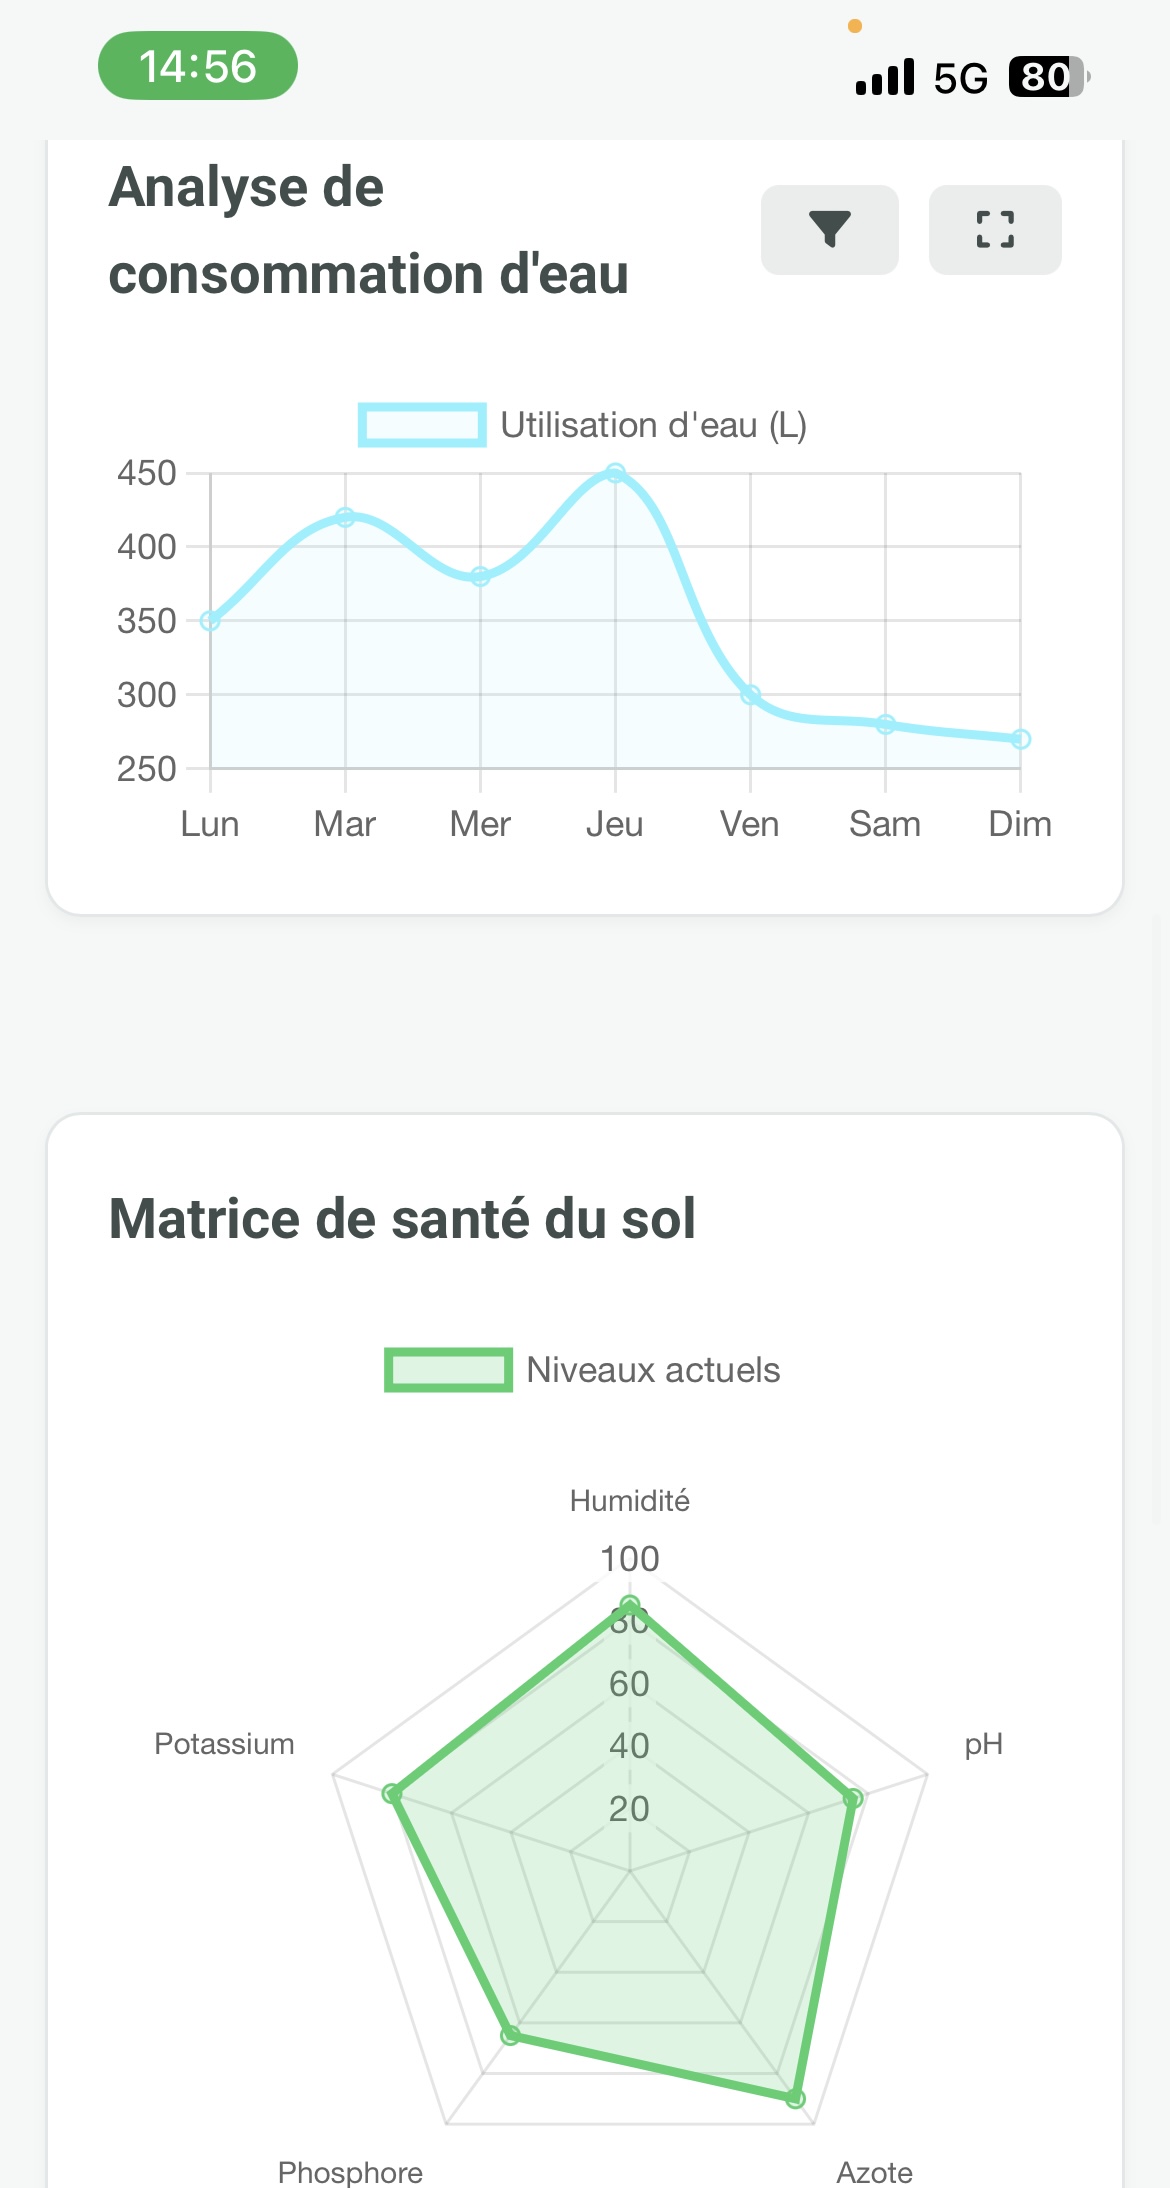 14:56
5G 80
Analyse de
consommation d'eau
Utilisation d'eau (L)
450
400
350
300
250
Lun Mar Mer Jeu Ven Sam Dim
Matrice de santé du sol
Niveaux actuels
Humidité
100
80
60
Potassium
40
pH
20
Phosphore
Azote